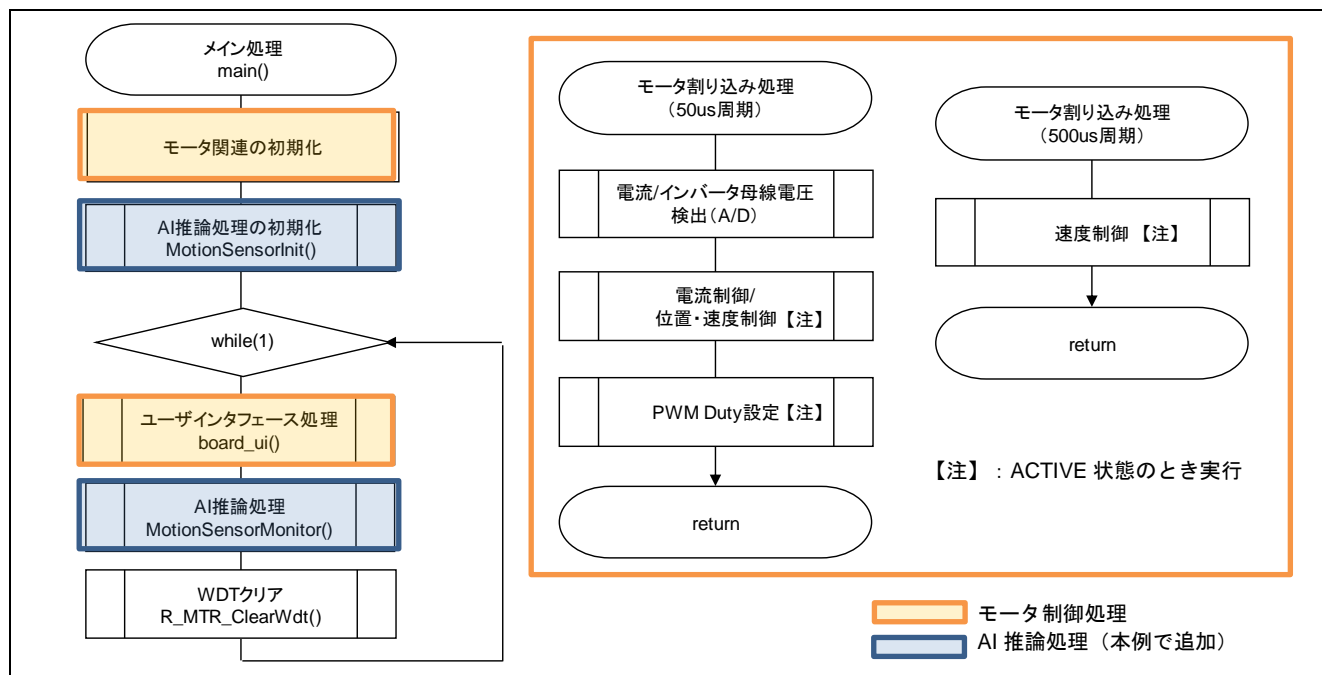 メイン処理
main()
モータ関連の初期化
AI推論処理の初期化
MotionSensorInit()
while(1)
ユーザインタフェース処理
board_ui()
AI推論処理
MotionSensorMonitor()
WDTクリア
R_MTR_ClearWdt()
モータ割り込み処理
（50us周期）
電流/インバータ母線電圧
検出（A/D）
電流制御/
位置・速度制御【注】
PWM Duty設定【注】
return
モータ割り込み処理
（500us周期）
速度制御 【注】
return
【注】：ACTIVE 状態のとき実行
モータ制御処理
AI 推論処理（本例で追加）